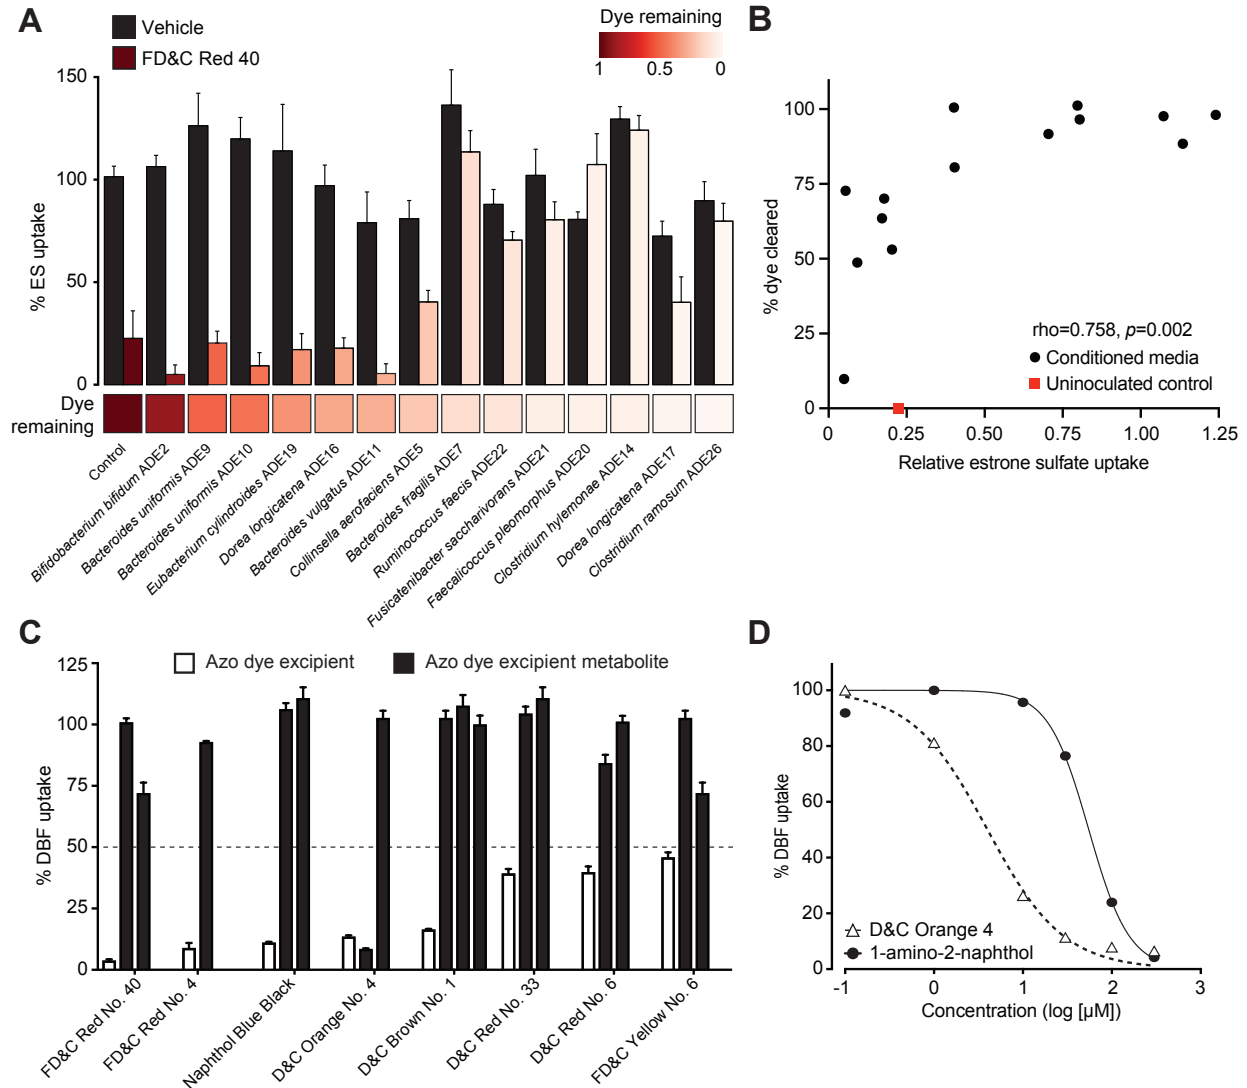 A
Vehicle
FD&C Red 40
Dye remaining
1
0.5
0
% ES uptake
150
100
50
0
Dye
remaining
Control
Bifidobacterium bifidum ADE2
Bacteroides uniformis ADE9
Bacteroides uniformis ADE10
Eubacterium cylindroides ADE19
Dorea longicatena ADE16
Bacteroides vulgatus ADE11
Collinsella aerofaciens ADE5
Bacteroides fragilis ADE7
Ruminococcus faecis ADE22
Fusicatenibacter saccharivorans ADE21
Faecalicoccus pleomorphus ADE20
Clostridium hylemonae ADE14
Dorea longicatena ADE17
Clostridium ramosum ADE26
B
% dye cleared
100
75
50
25
0
rho=0.758, p=0.002
Conditioned media
Uninoculated control
0 0.25 0.50 0.75 1.00 1.25
Relative estrone sulfate uptake
C
Azo dye excipient
Azo dye excipient metabolite
% DBF uptake
125
100
75
50
25
0
FD&C Red No. 40
FD&C Red No. 4
Naphthol Blue Black
D&C Orange No. 4
D&C Brown No. 1
D&C Red No. 33
D&C Red No. 6
FD&C Yellow No. 6
D
% DBF uptake
100
80
60
40
20
0
D&C Orange 4
1-amino-2-naphthol
-1 0 1 2 3
Concentration (log [µM])